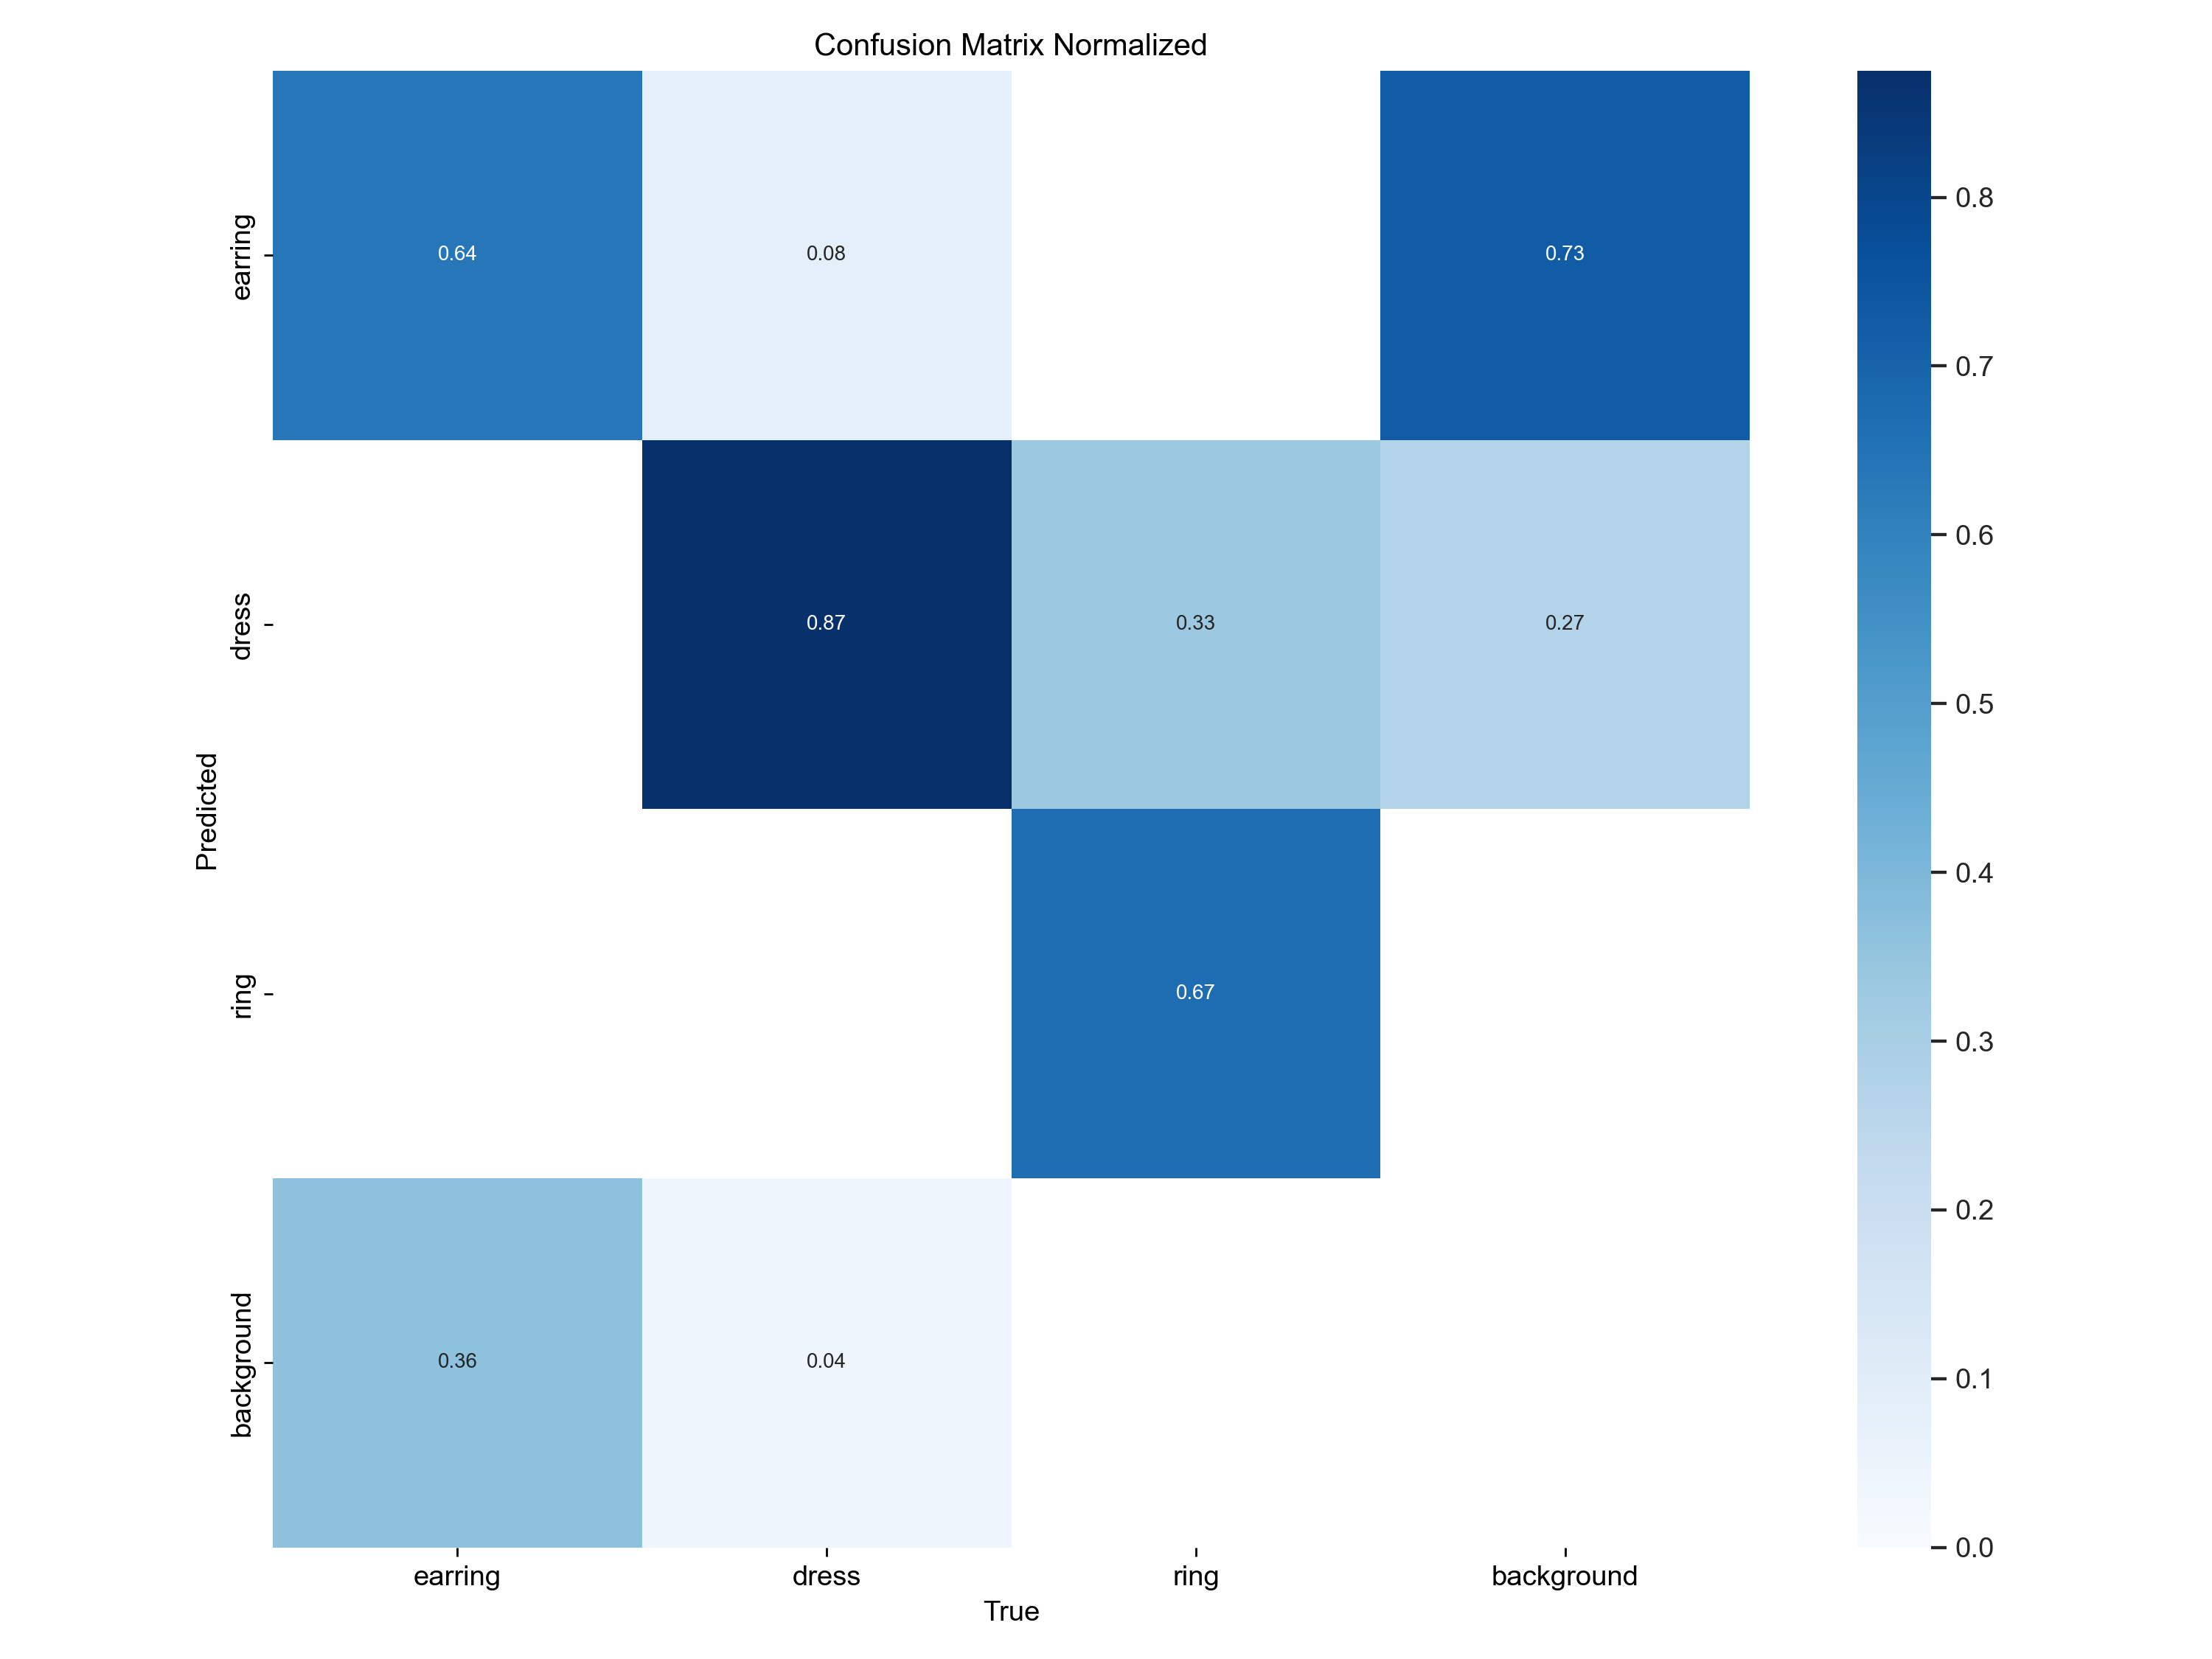 Confusion Matrix Normalized
earring
0.64
0.08
0.73
dress
0.87
0.33
0.27
ring
0.67
background
0.36
0.04
Predicted
earring
dress
ring
background
True
0.8
0.7
0.6
0.5
0.4
0.3
0.2
0.1
0.0